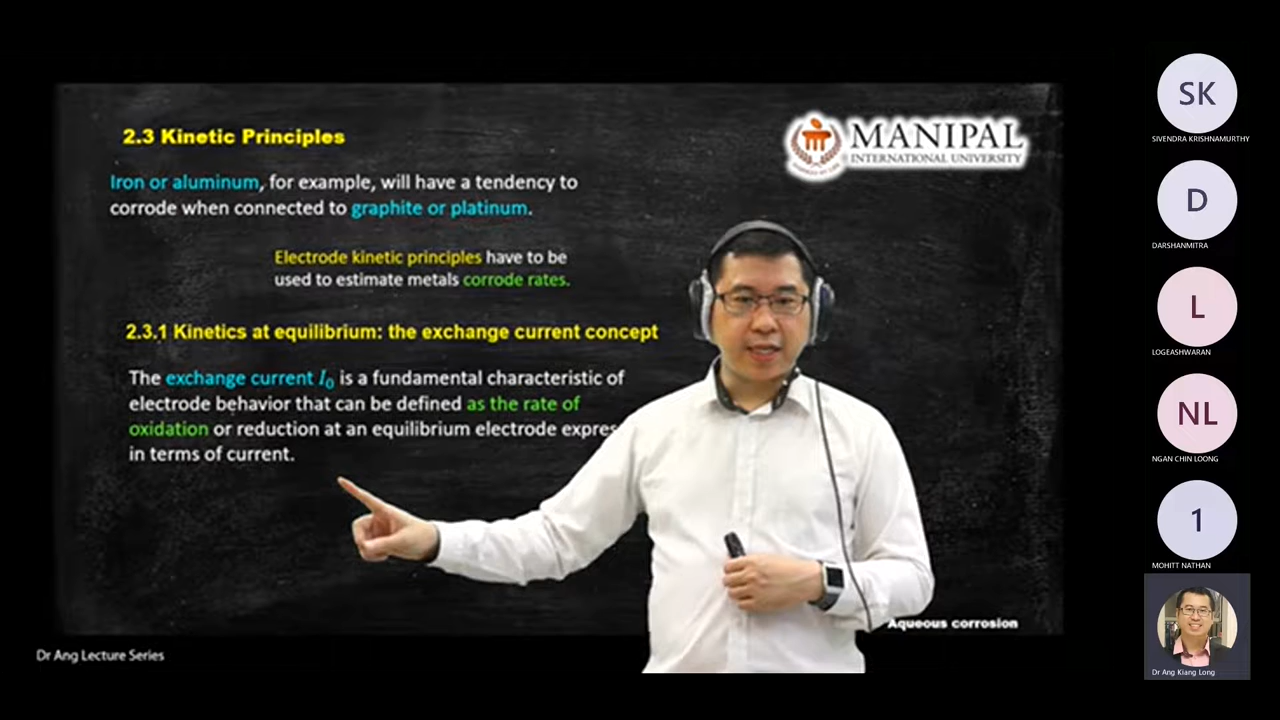 2.3 Kinetic Principles
MANIPAL
INTERNATIONAL UNIVERSITY
Iron or aluminum, for example, will have a tendency to
corrode when connected to graphite or platinum.
Electrode kinetic principles have to be
used to estimate metals corrode rates.
2.3.1 Kinetics at equilibrium: the exchange current concept
The exchange current I₀ is a fundamental characteristic of
electrode behavior that can be defined as the rate of
oxidation or reduction at an equilibrium electrode expres
in terms of current.
Aqueous corrosion
Dr Ang Lecture Series
SK
SIVENDRA KRISHNAMURTHY
D
DARSHANMITRA
L
LOGEASHWARAN
NL
NGAN CHIN LOONG
1
MOHITT NATHAN
Dr Ang Kiang Long